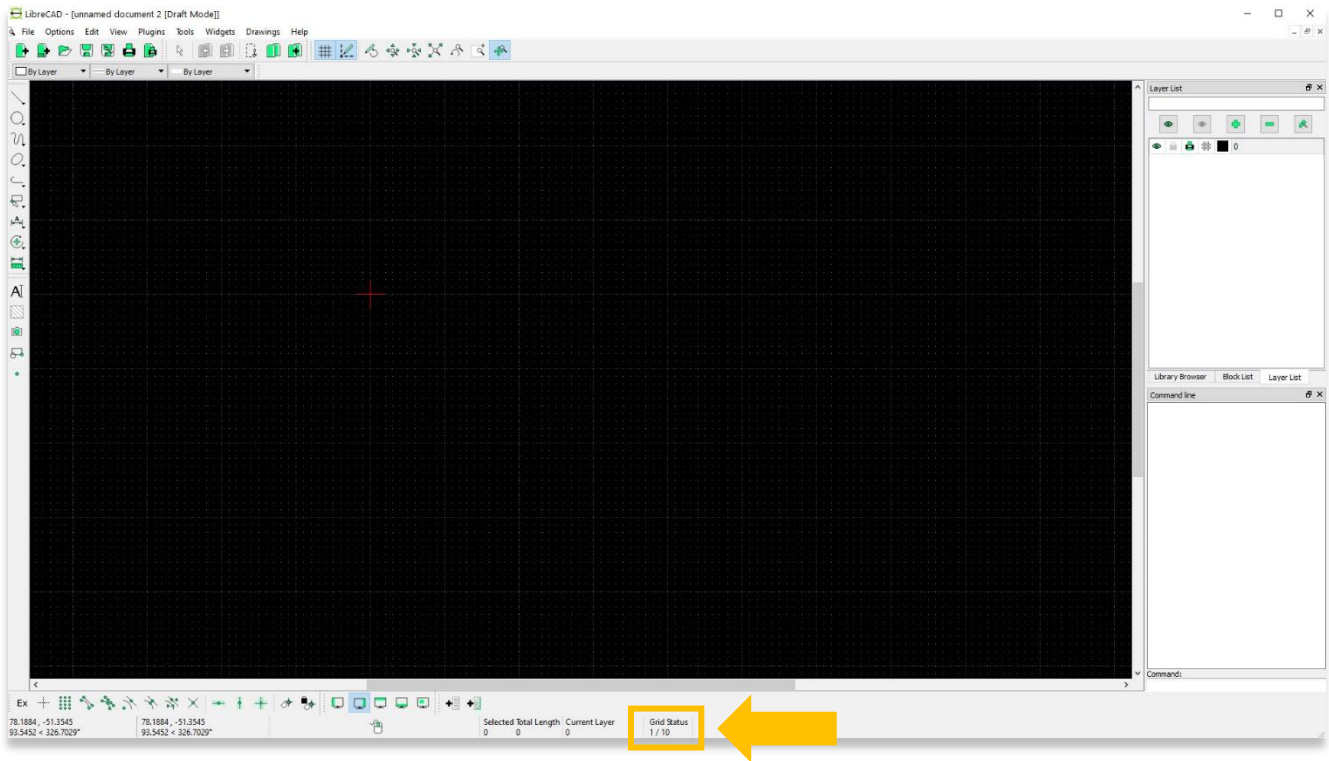 LibreCAD - [unnamed document 2 [Draft Mode]]
File Options Edit View Plugins Tools Widgets Drawings Help
By Layer By Layer By Layer
Layer List
0
A
AI
Library Browser Block List Layer List
Command line
Command:
Ex
78.1884 , -51.3545 78.1884 , -51.3545 Selected Total Length Current Layer Grid Status
93.5452 < 326.7029° 93.5452 < 326.7029° 0 0 0 1 / 10